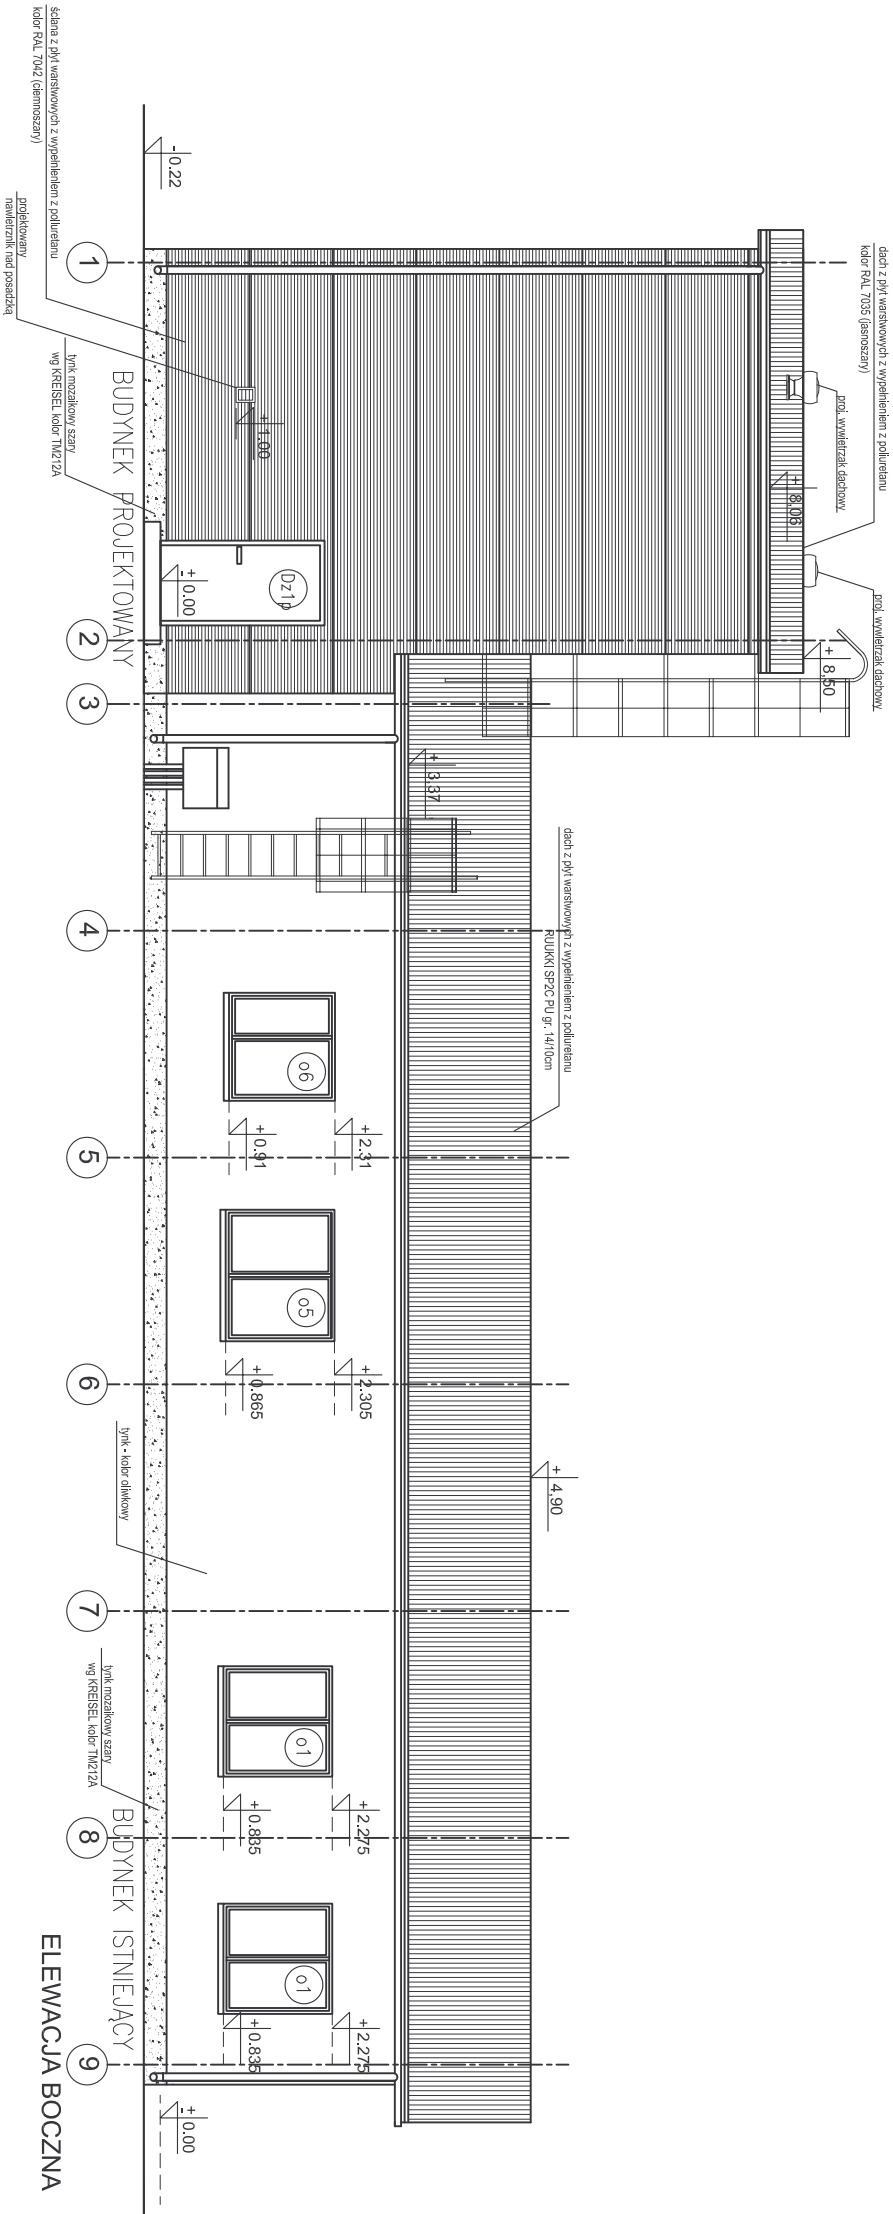 dach z płyt warstwowych z wypełnieniem z poliuretanu
kolor RAL 7035 (jasnoszary)
proj. wywietrzak dachowy
proj. wywietrzak dachowy
+ 8,06
+ 8,50
ściana z płyt warstwowych z wypełnieniem z poliuretanu
kolor RAL 7042 (ciemnoszary)
- 0.22
projektowany
nawietrznik nad posadzką
+ 1.00
tynk mozaikowy szary
wg KREISEL kolor TM212A
Dz1p
± 0.00
+ 3,37
dach z płyt warstwowych z wypełnieniem z poliuretanu
RUUKKI SP2C PU gr. 14/10cm
+ 4,90
o6
+ 2.31
+ 0.91
o5
+ 2.305
+ 0.865
tynk - kolor oliwkowy
o1
+ 2.275
+ 0.835
o1
+ 2.275
+ 0.835
± 0.00
tynk mozaikowy szary
wg KREISEL kolor TM212A
BUDYNEK PROJEKTOWANY
BUDYNEK ISTNIEJĄCY
1 2 3 4 5 6 7 8 9
ELEWACJA BOCZNA